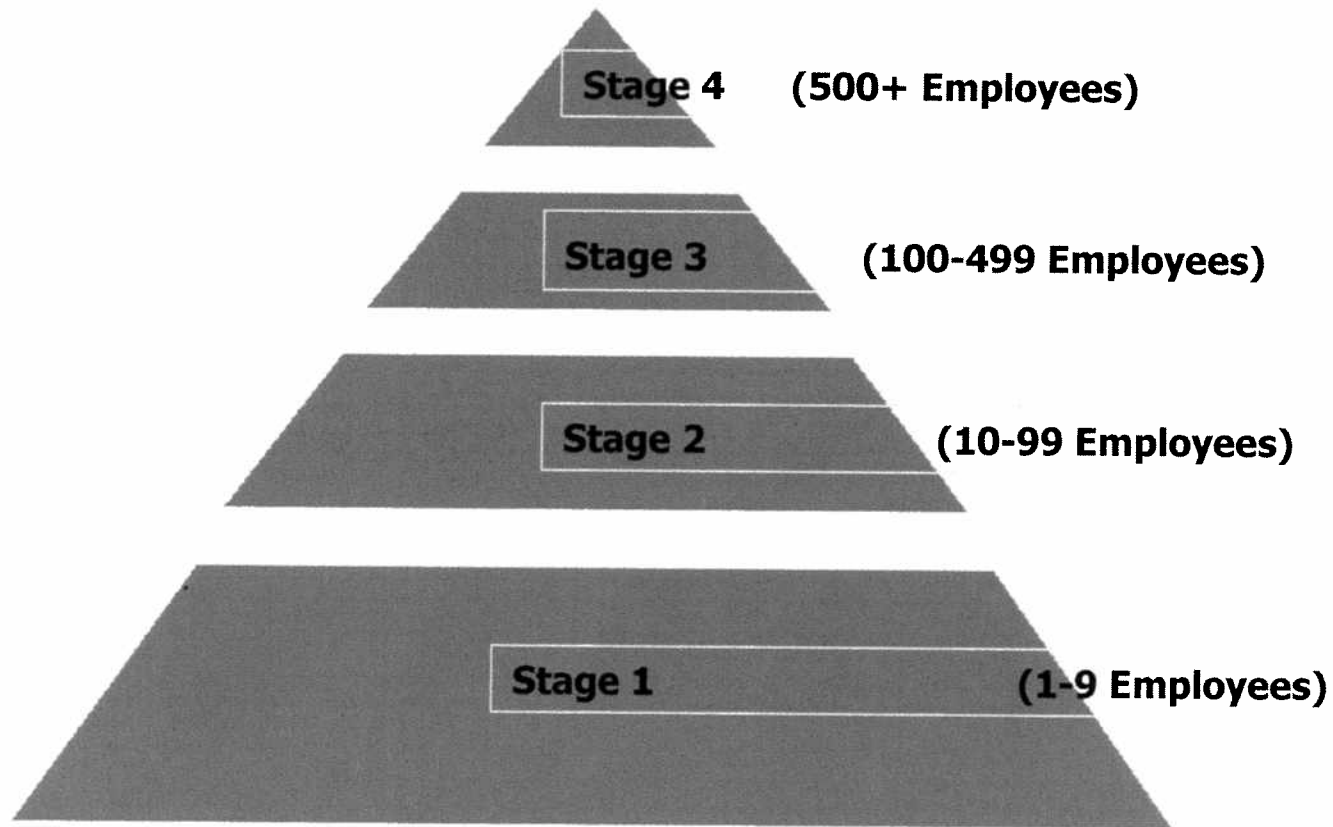 Stage 4 (500+ Employees)
Stage 3 (100-499 Employees)
Stage 2 (10-99 Employees)
Stage 1 (1-9 Employees)